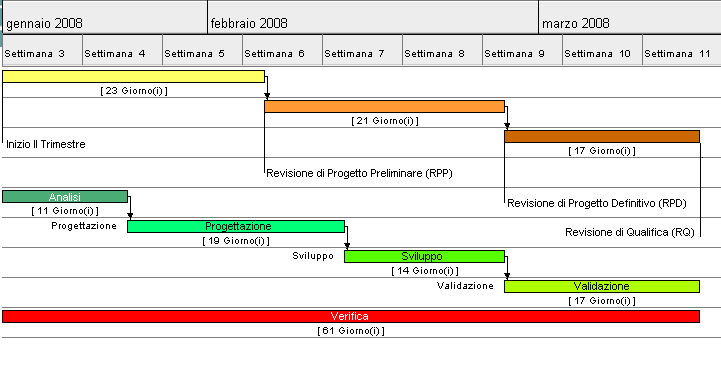 gennaio 2008 febbraio 2008 marzo 2008
Settimana 3 Settimana 4 Settimana 5 Settimana 6 Settimana 7 Settimana 8 Settimana 9 Settimana 10 Settimana 11
[ 23 Giorno(i) ]
[ 21 Giorno(i) ]
Inizio II Trimestre
[ 17 Giorno(i) ]
Revisione di Progetto Preliminare (RPP)
Analisi
Revisione di Progetto Definitivo (RPD)
[ 11 Giorno(i) ]
Progettazione Progettazione
Revisione di Qualifica (RQ)
[ 19 Giorno(i) ]
Sviluppo Sviluppo
[ 14 Giorno(i) ]
Validazione Validazione
[ 17 Giorno(i) ]
Verifica
[ 61 Giorno(i) ]